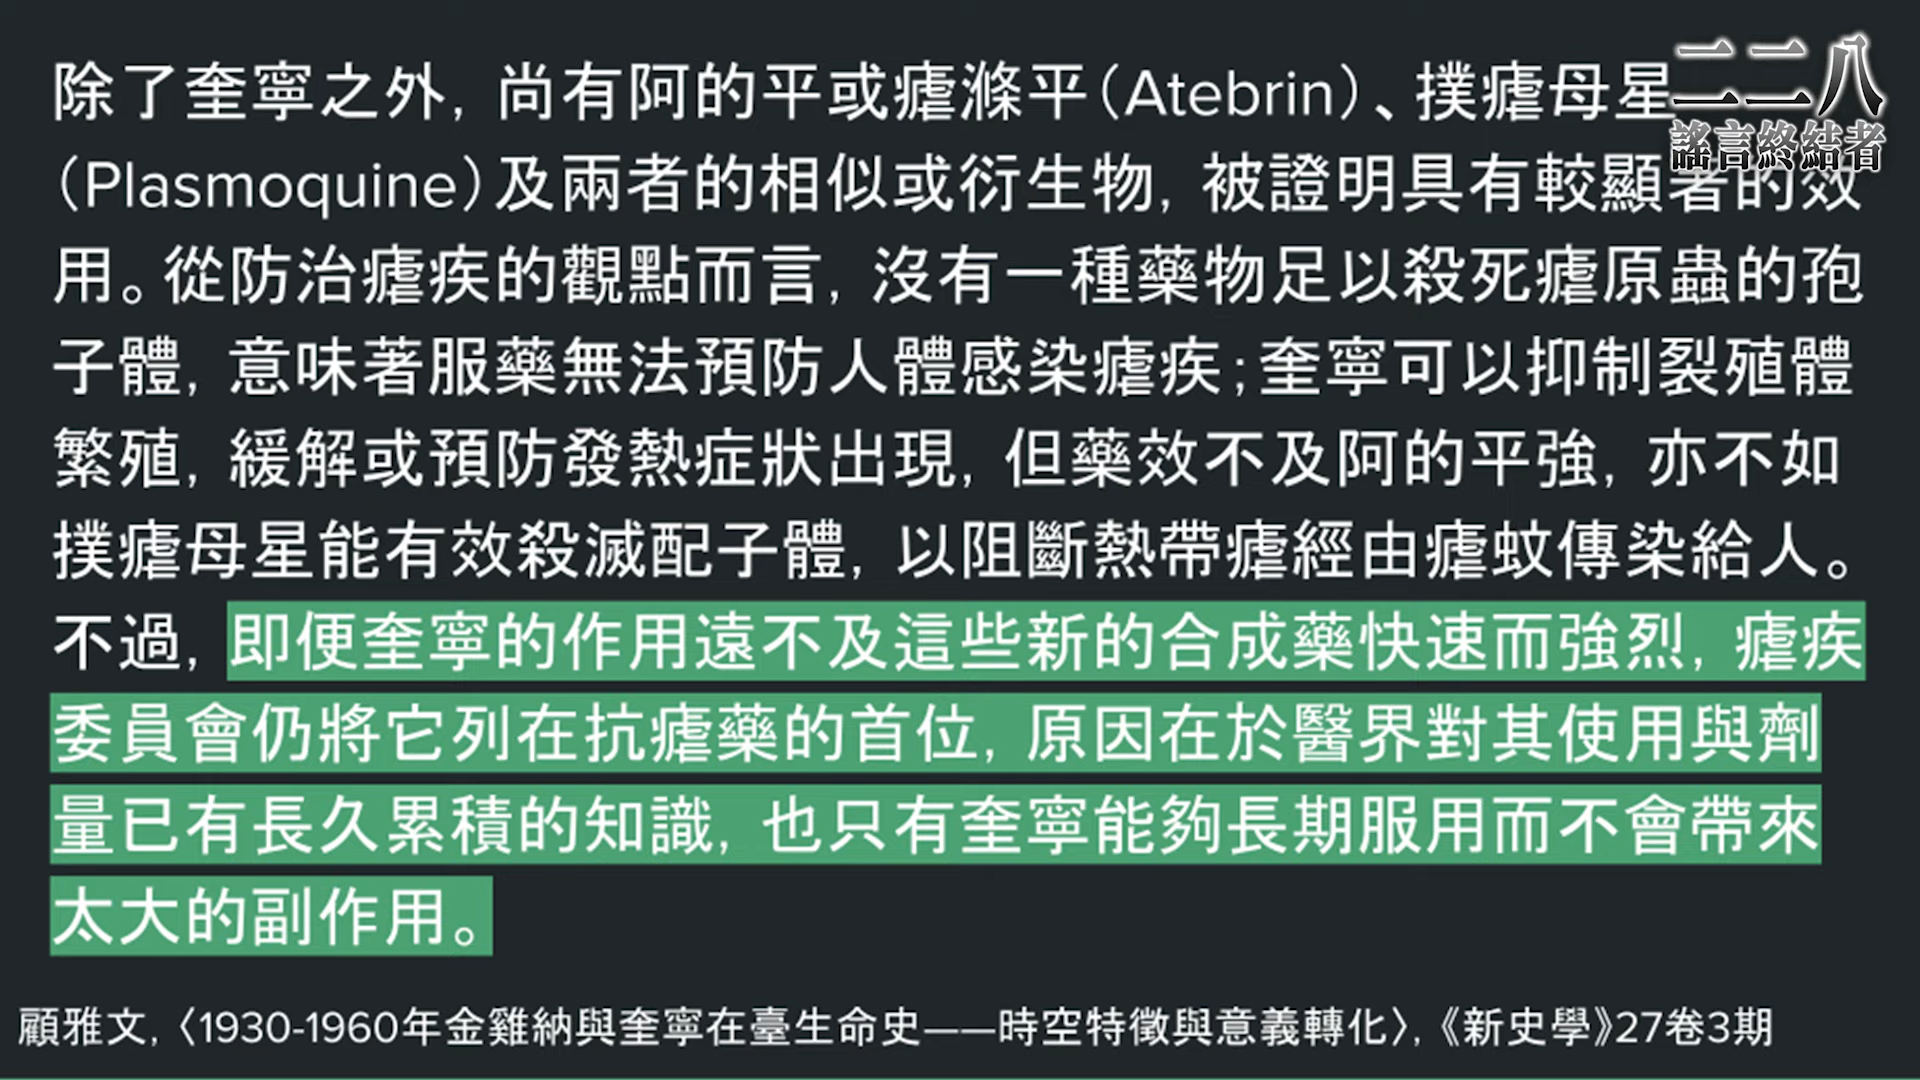 除了奎寧之外，尚有阿的平或瘧滌平（Atebrin）、撲瘧母星
（Plasmoquine）及兩者的相似或衍生物，被證明具有較顯著的效
用。從防治瘧疾的觀點而言，沒有一種藥物足以殺死瘧原蟲的孢
子體，意味著服藥無法預防人體感染瘧疾；奎寧可以抑制裂殖體
繁殖，緩解或預防發熱症狀出現，但藥效不及阿的平強，亦不如
撲瘧母星能有效殺滅配子體，以阻斷熱帶瘧經由瘧蚊傳染給人。
不過，即便奎寧的作用遠不及這些新的合成藥快速而強烈，瘧疾
委員會仍將它列在抗瘧藥的首位，原因在於醫界對其使用與劑
量已有長久累積的知識，也只有奎寧能夠長期服用而不會帶來
太大的副作用。
顧雅文，〈1930-1960年金雞納與奎寧在臺生命史——時空特徵與意義轉化〉，《新史學》27卷3期
二二八
謠言終結者